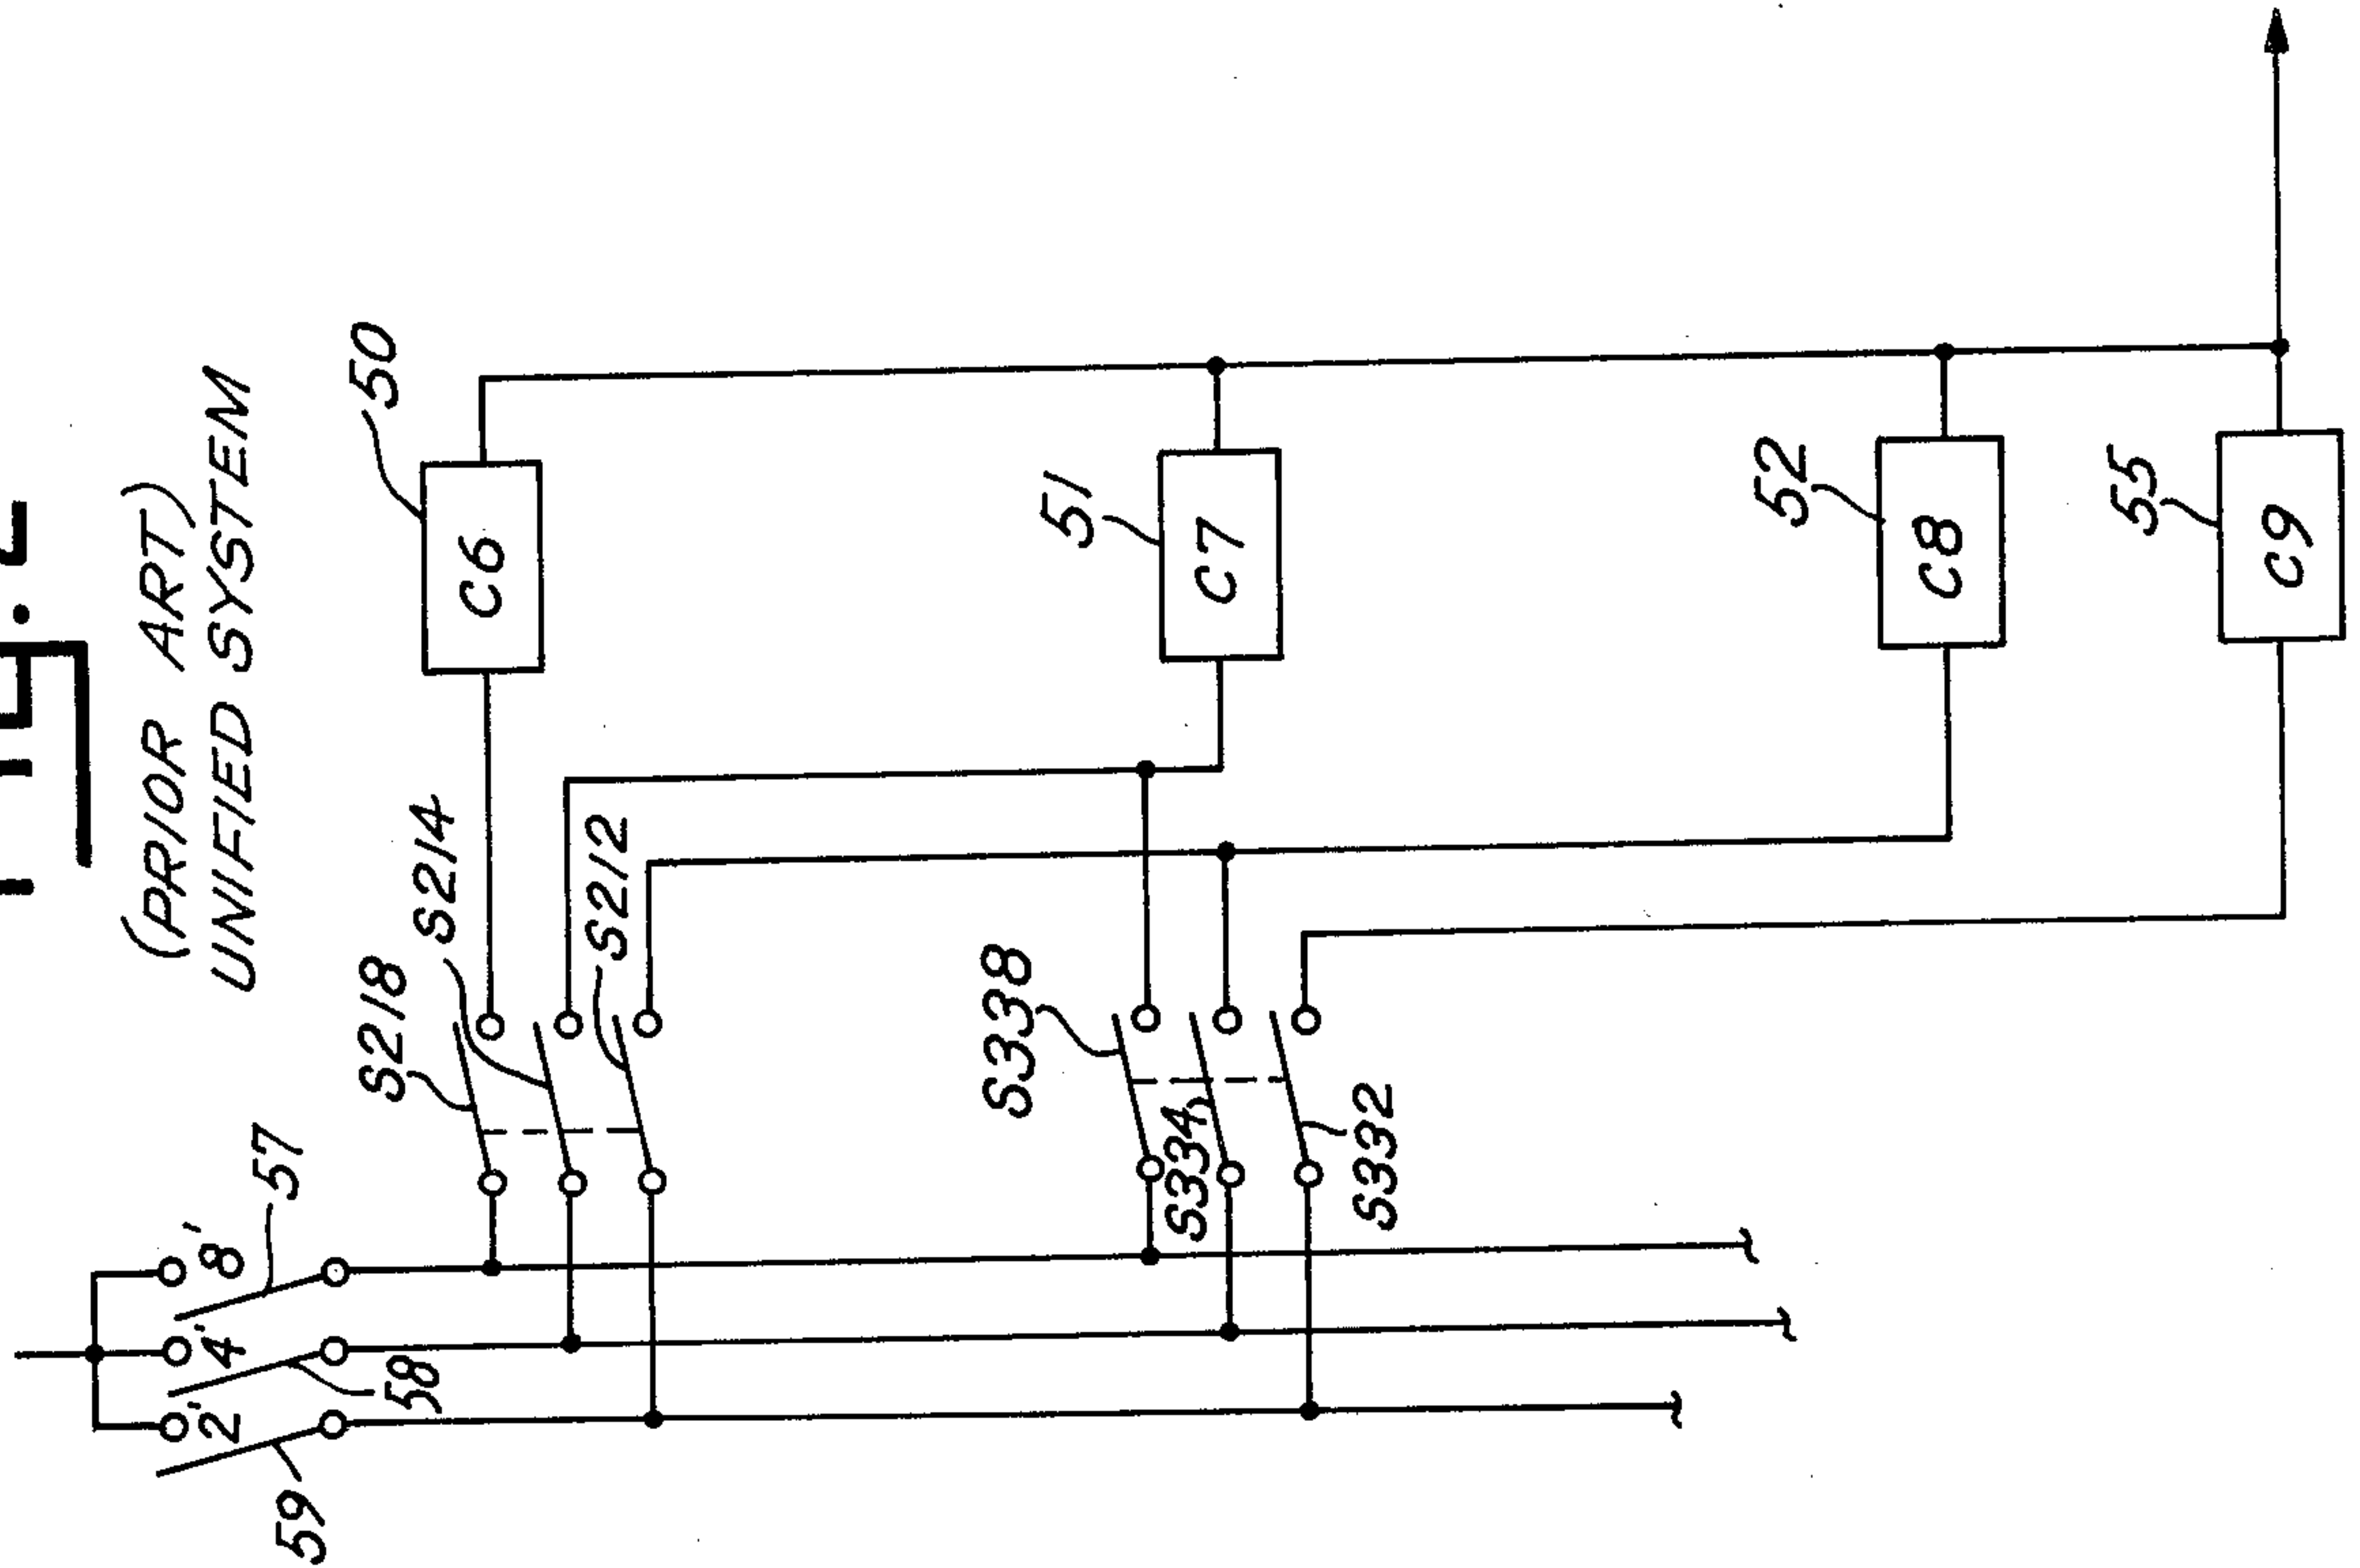 (PRIOR ART)
UNIFIED SYSTEM
50
C6
51
C7
52
C8
55
C9
S218
S214
S212
S338
S334
S332
8'
57
4'
58
2'
59